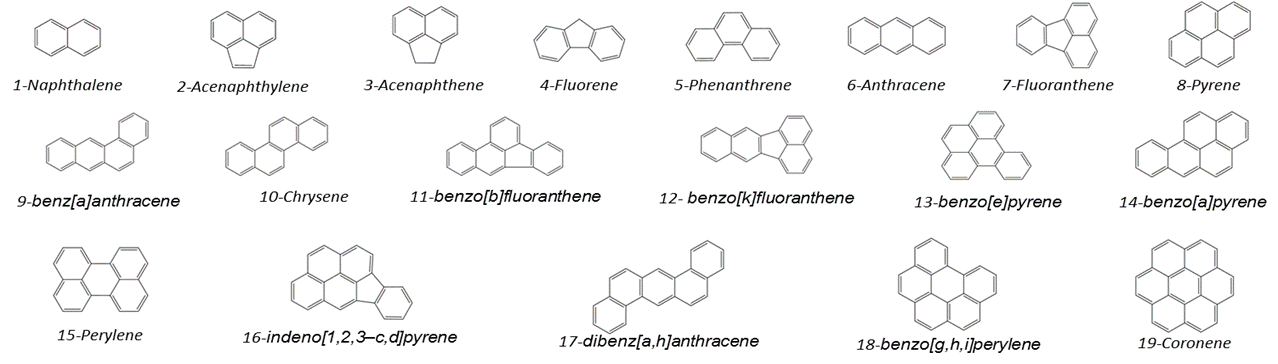 1-Naphthalene
2-Acenaphthylene
3-Acenaphthene
4-Fluorene
5-Phenanthrene
6-Anthracene
7-Fluoranthene
8-Pyrene
9-benz[a]anthracene
10-Chrysene
11-benzo[b]fluoranthene
12- benzo[k]fluoranthene
13-benzo[e]pyrene
14-benzo[a]pyrene
15-Perylene
16-indeno[1,2,3–c,d]pyrene
17-dibenz[a,h]anthracene
18-benzo[g,h,i]perylene
19-Coronene